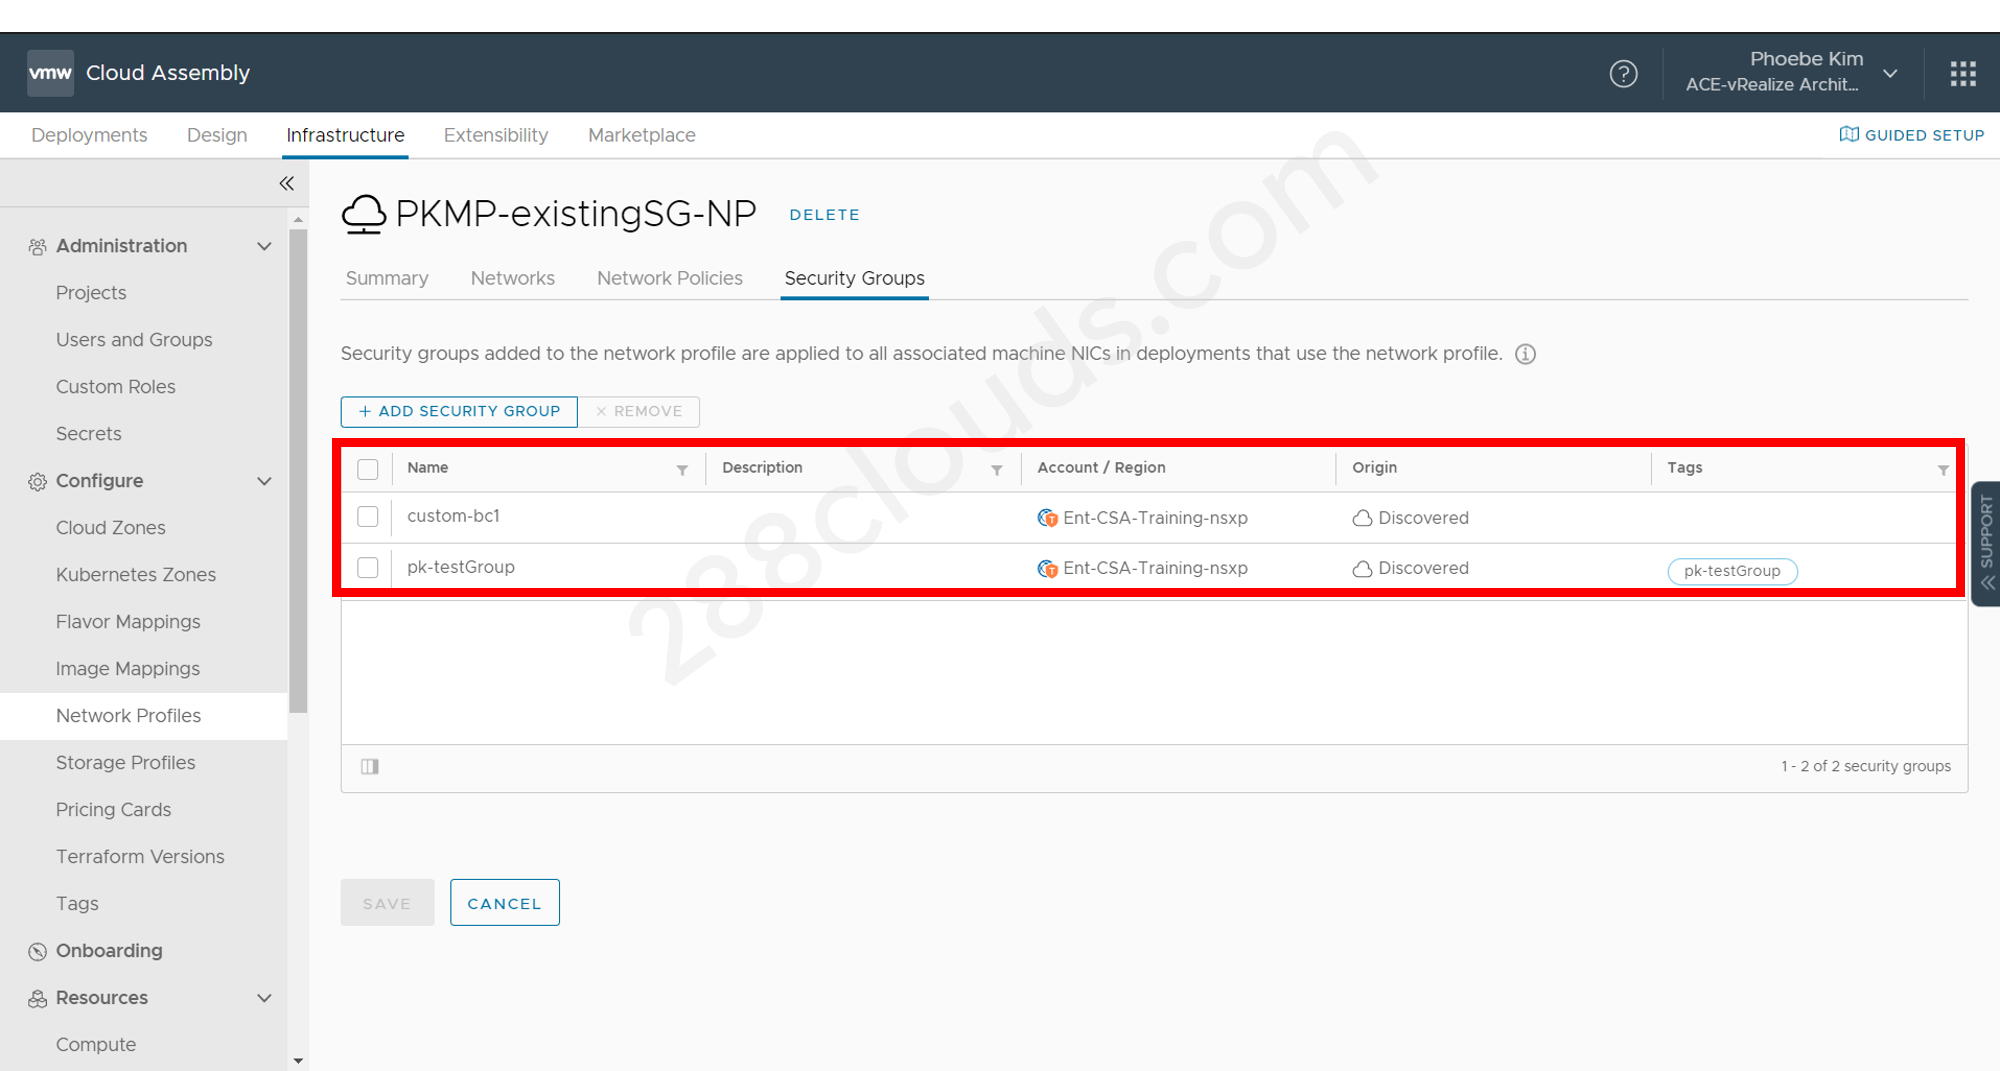 vmw Cloud Assembly
Phoebe Kim
ACE-vRealize Archit...
Deployments Design Infrastructure Extensibility Marketplace
GUIDED SETUP
Administration
Projects
Users and Groups
Custom Roles
Secrets
Configure
Cloud Zones
Kubernetes Zones
Flavor Mappings
Image Mappings
Network Profiles
Storage Profiles
Pricing Cards
Terraform Versions
Tags
Onboarding
Resources
Compute
PKMP-existingSG-NP DELETE
Summary Networks Network Policies Security Groups
Security groups added to the network profile are applied to all associated machine NICs in deployments that use the network profile.
+ ADD SECURITY GROUP × REMOVE
Name Description Account / Region Origin Tags
custom-bc1 Ent-CSA-Training-nsxp Discovered
pk-testGroup Ent-CSA-Training-nsxp Discovered pk-testGroup
1 - 2 of 2 security groups
SAVE CANCEL
SUPPORT
288clouds.com